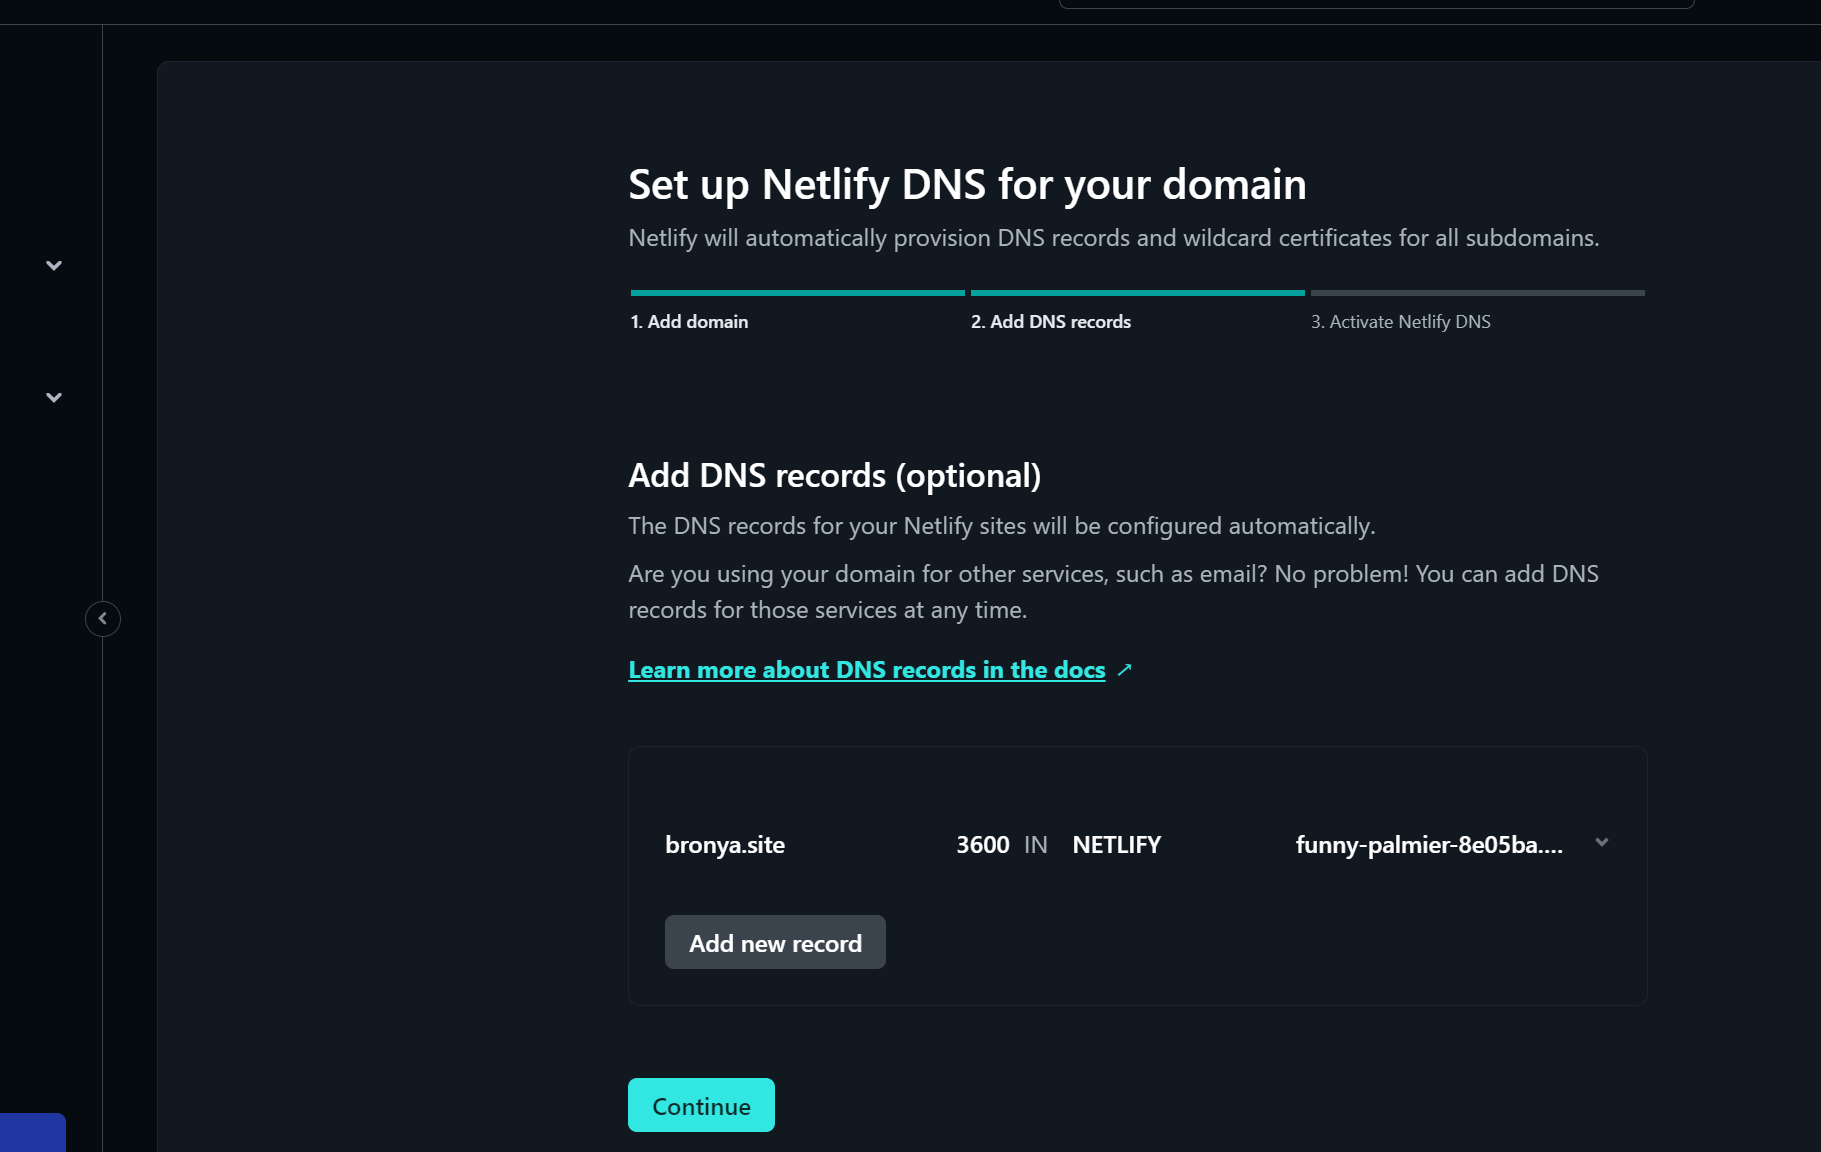 Set up Netlify DNS for your domain
Netlify will automatically provision DNS records and wildcard certificates for all subdomains.
1. Add domain
2. Add DNS records
3. Activate Netlify DNS
Add DNS records (optional)
The DNS records for your Netlify sites will be configured automatically.
Are you using your domain for other services, such as email? No problem! You can add DNS
records for those services at any time.
Learn more about DNS records in the docs ↗
bronya.site 3600 IN NETLIFY funny-palmier-8e05ba....
Add new record
Continue